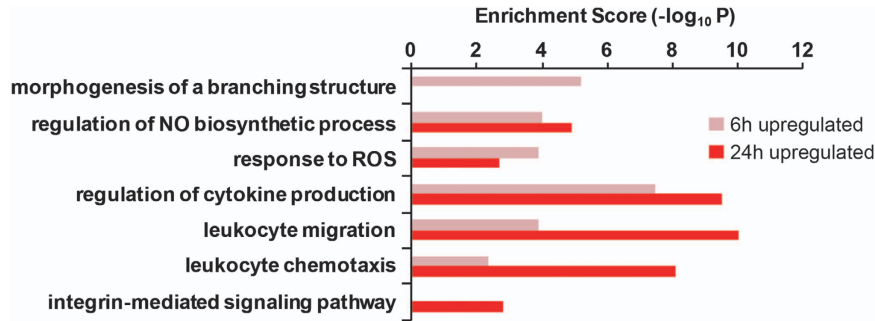 Enrichment Score (-log10 P)
0 2 4 6 8 10 12
morphogenesis of a branching structure
regulation of NO biosynthetic process
6h upregulated
24h upregulated
response to ROS
regulation of cytokine production
leukocyte migration
leukocyte chemotaxis
integrin-mediated signaling pathway